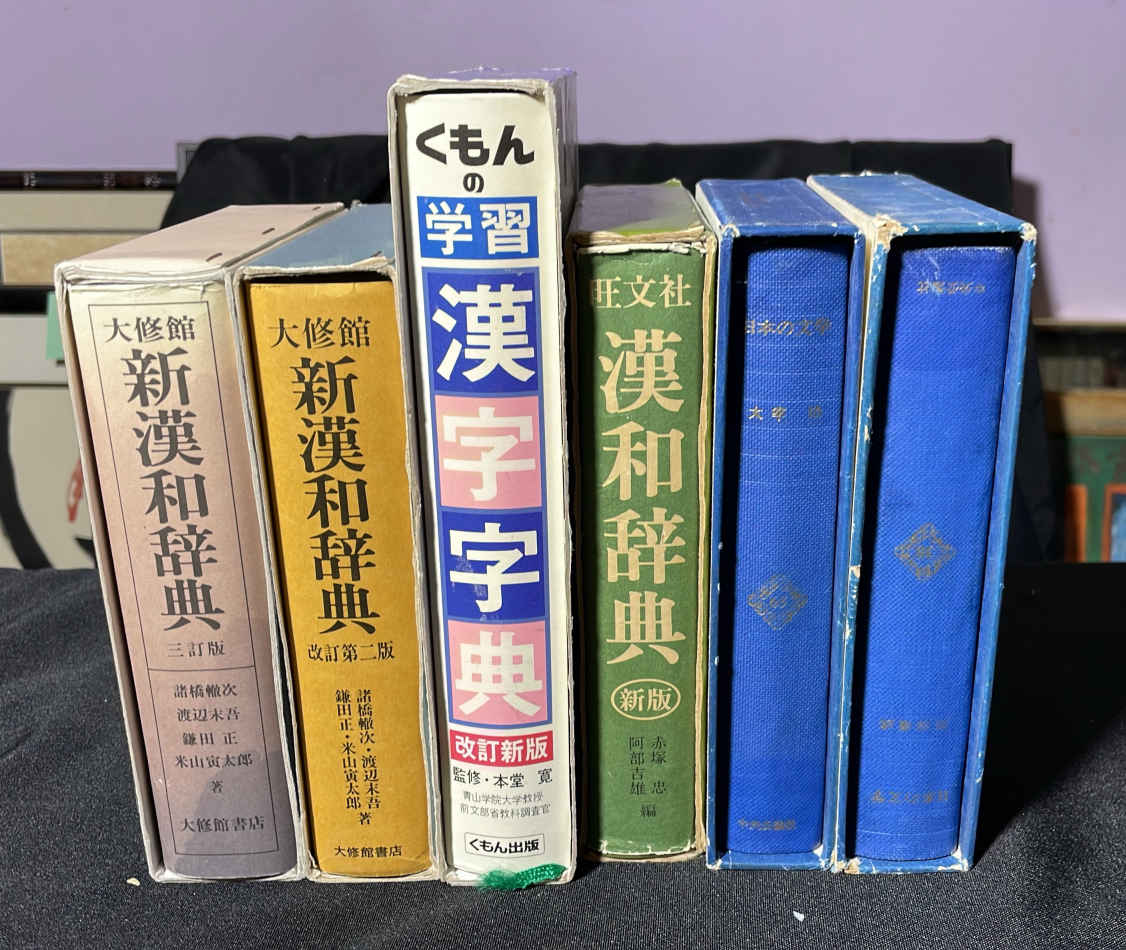 大修館
新漢和辞典
三訂版
諸橋轍次
渡辺末吾
鎌田 正
米山寅太郎
著
大修館書店
大修館
新漢和辞典
改訂第二版
諸橋轍次・渡辺末吾
鎌田正・米山寅太郎 著
大修館書店
くもん
の
学習
漢
字
字
典
改訂新版
監修・本堂 寛
青山学院大学教授
前文部省教科調査官
くもん出版
旺文社
漢和辞典
新版
赤塚 忠
阿部吉雄
編
日本の文学